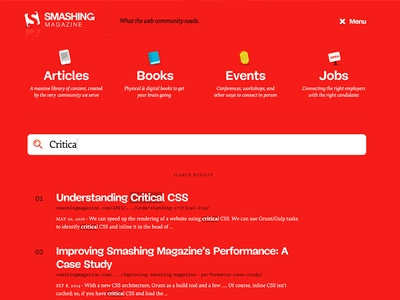 SMASHING
MAGAZINE
What the web community needs.
× Menu
Articles
A massive library of content, created
by the very community we serve
Books
Physical & digital books to get
your brain going
Events
Conferences, workshops, and
other ways to connect in person
OPEN
Jobs
Connecting the right employers
with the right candidates
Critica
SEARCH RESULTS
01
Understanding Critical CSS
smashingmagazine.com/2015/.../understanding-critical-css/
MAY 20, 2016 – We can speed up the rendering of a website using critical CSS. We can use Grunt/Gulp tasks
to identify critical CSS and inline it in the head of ...
02
Improving Smashing Magazine's Performance: A
Case Study
smashingmagazine.com/.../improving-smashing-magazine- performance-case-study/
SEP 8, 2014 – With a new CSS architecture, Grant as a build tool and a few .... Of course, inline CSS isn't
cached; so, if you have critical CSS and load the ...